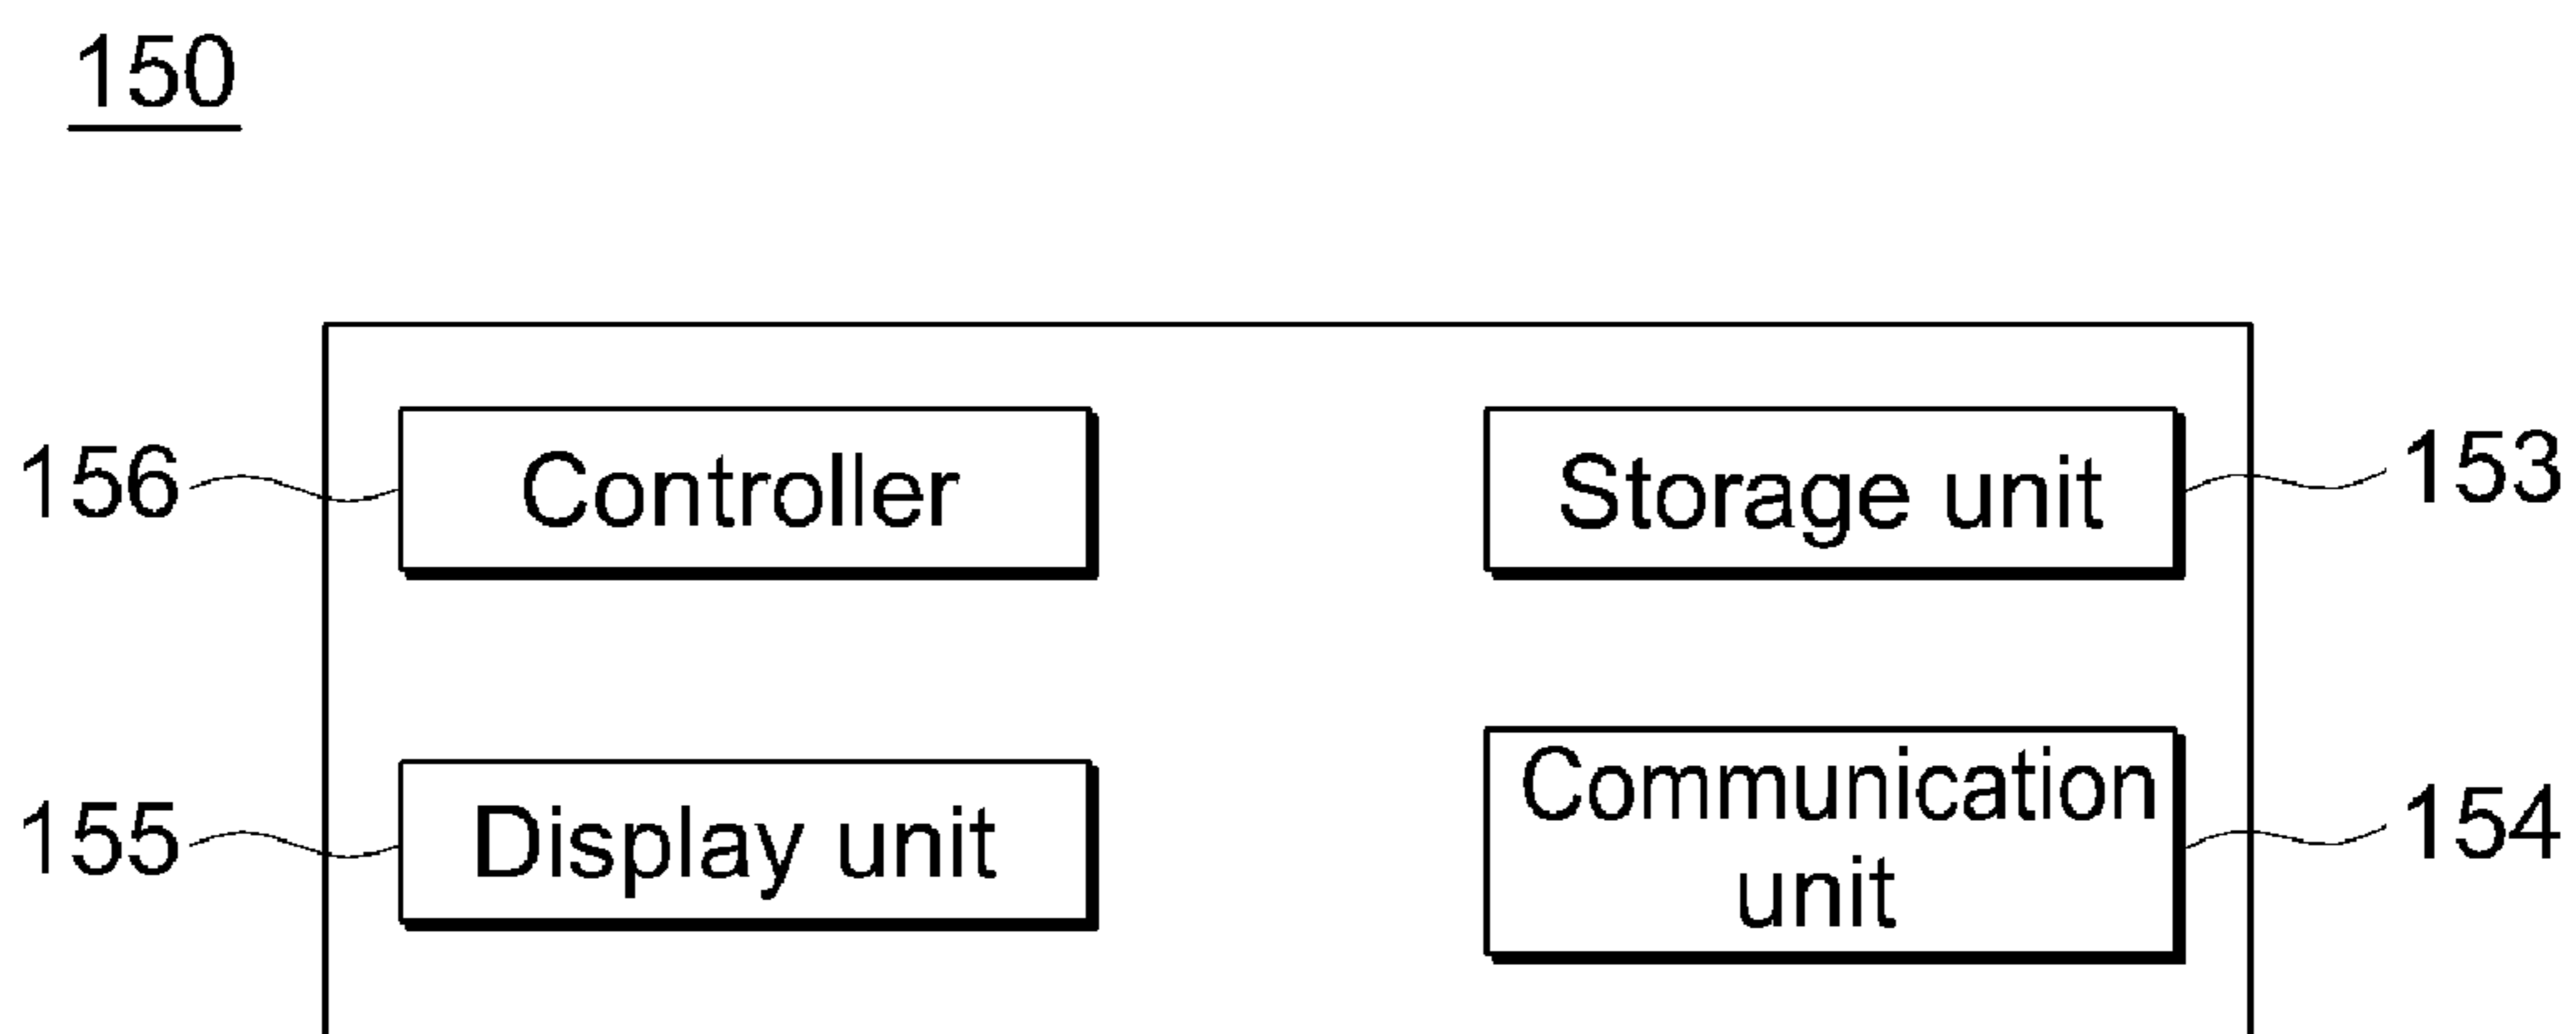 150
156 Controller Storage unit 153
155 Display unit Communication unit 154